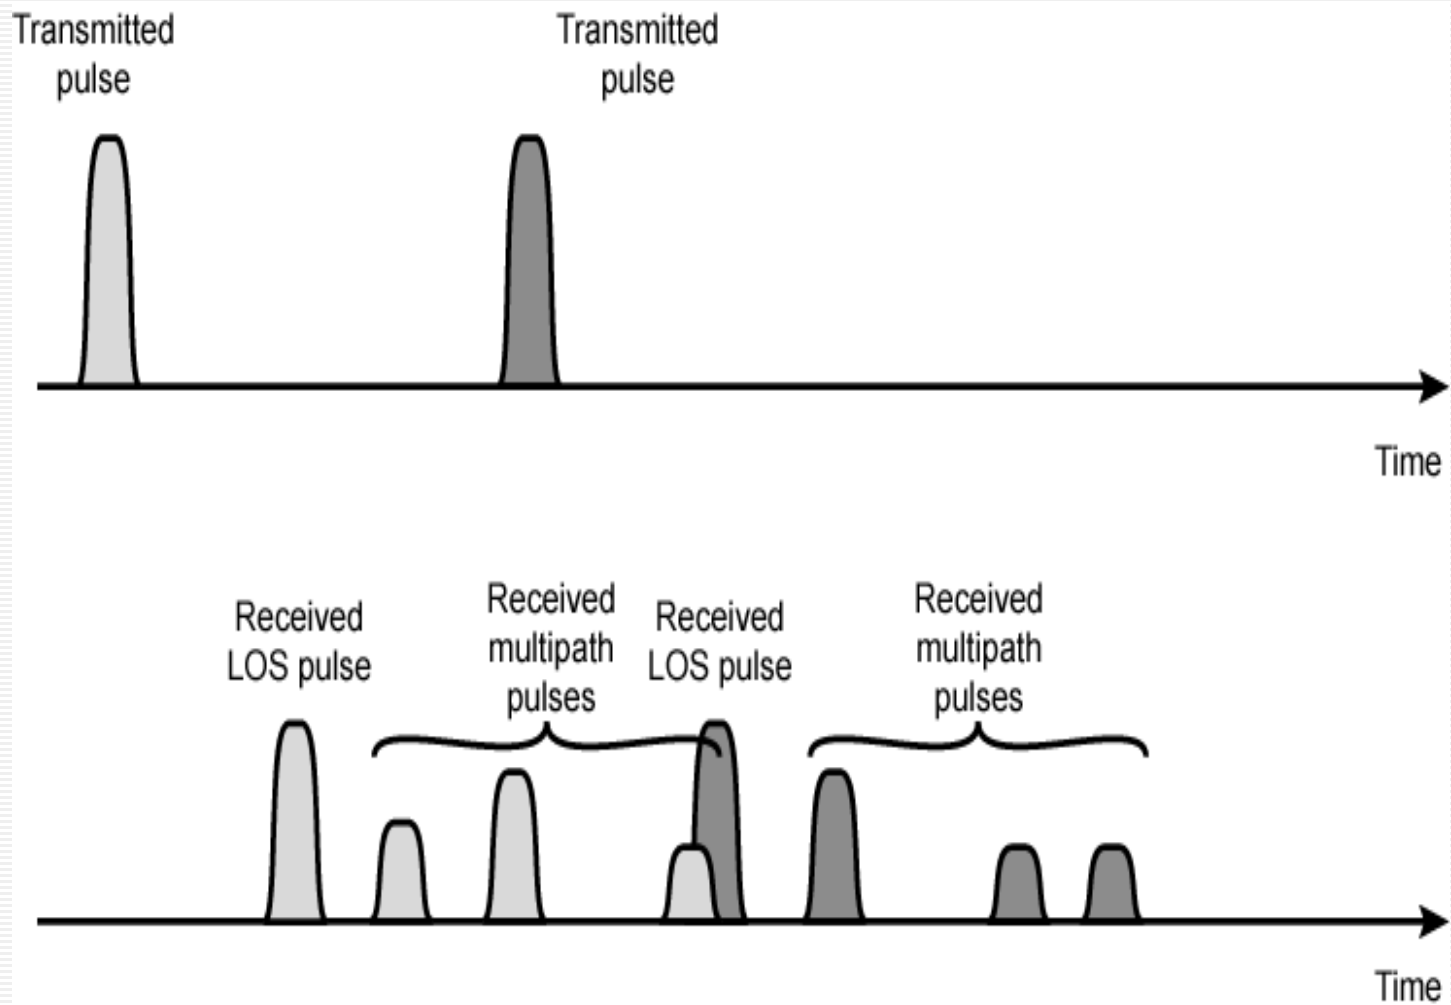 Transmitted
pulse
Transmitted
pulse
Time
Received
LOS pulse
Received
multipath
pulses
Received
LOS pulse
Received
multipath
pulses
Time